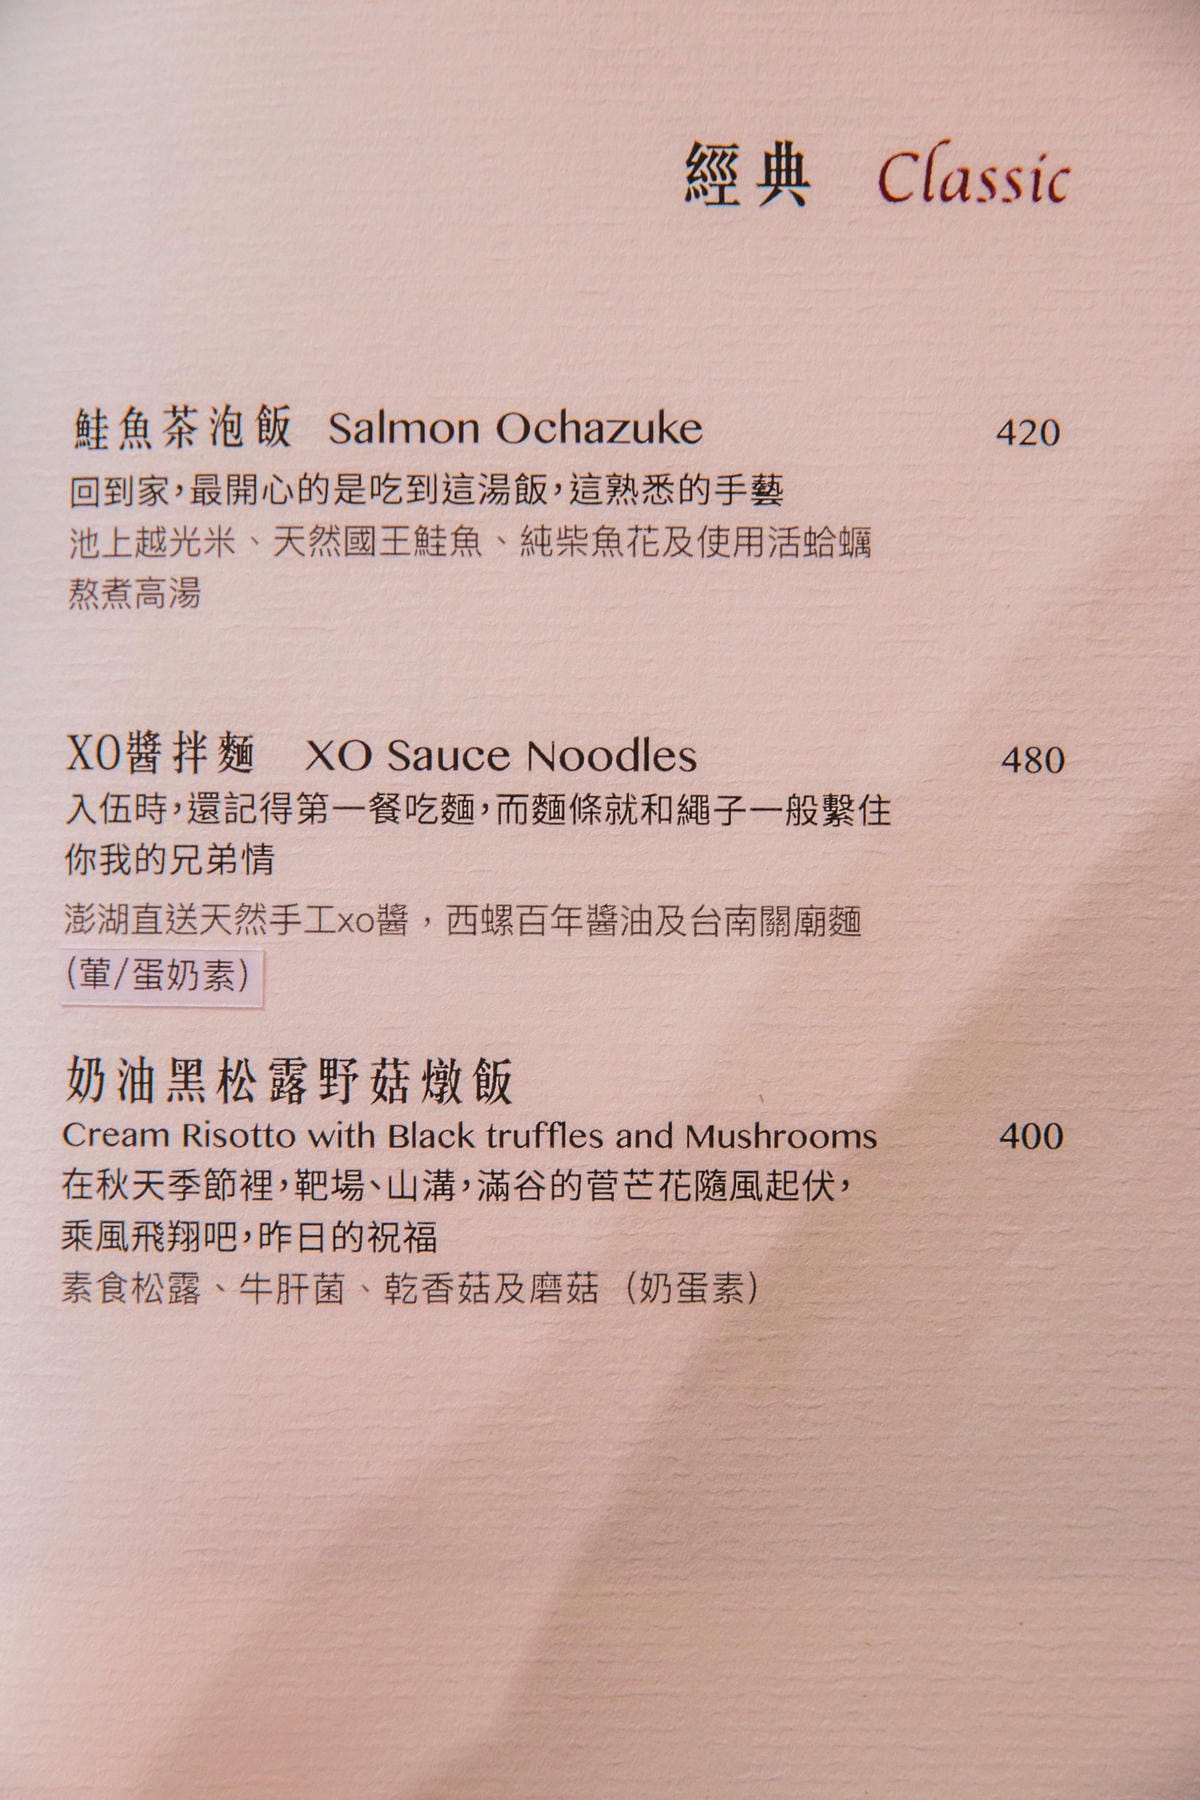 經典 Classic
鮭魚茶泡飯 Salmon Ochazuke 420
回到家，最開心的是吃到這湯飯，這熟悉的手藝
池上越光米、天然國王鮭魚、純柴魚花及使用活蛤蠣
熬煮高湯
XO醬拌麵 XO Sauce Noodles 480
入伍時，還記得第一餐吃麵，而麵條就和繩子一般繫住
你我的兄弟情
澎湖直送天然手工xo醬，西螺百年醬油及台南關廟麵
(葷/蛋奶素)
奶油黑松露野菇燉飯
Cream Risotto with Black truffles and Mushrooms 400
在秋天季節裡，靶場、山溝，滿谷的菅芒花隨風起伏，
乘風飛翔吧，昨日的祝福
素食松露、牛肝菌、乾香菇及磨菇（奶蛋素）